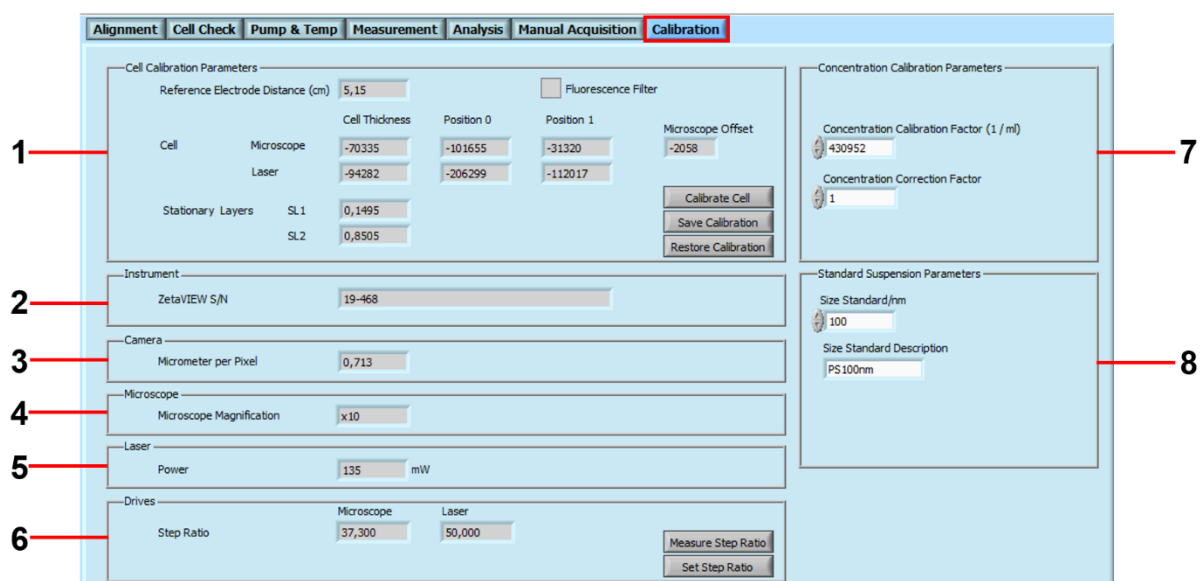 Alignment Cell Check Pump & Temp Measurement Analysis Manual Acquisition Calibration
1
Cell Calibration Parameters
Reference Electrode Distance (cm) 5,15 Fluorescence Filter
Cell Thickness Position 0 Position 1 Microscope Offset
Cell Microscope -70335 -101655 -31320 -2058
Laser -94282 -206299 -112017
Stationary Layers SL1 0,1495
SL2 0,8505
Calibrate Cell
Save Calibration
Restore Calibration
2
Instrument
ZetaVIEW S/N 19-468
3
Camera
Micrometer per Pixel 0,713
4
Microscope
Microscope Magnification x10
5
Laser
Power 135 mW
6
Drives
Microscope Laser
Step Ratio 37,300 50,000
Measure Step Ratio
Set Step Ratio
Concentration Calibration Parameters
Concentration Calibration Factor (1 / ml)
430952
7
Concentration Correction Factor
1
Standard Suspension Parameters
Size Standard/nm
100
Size Standard Description
PS100nm
8